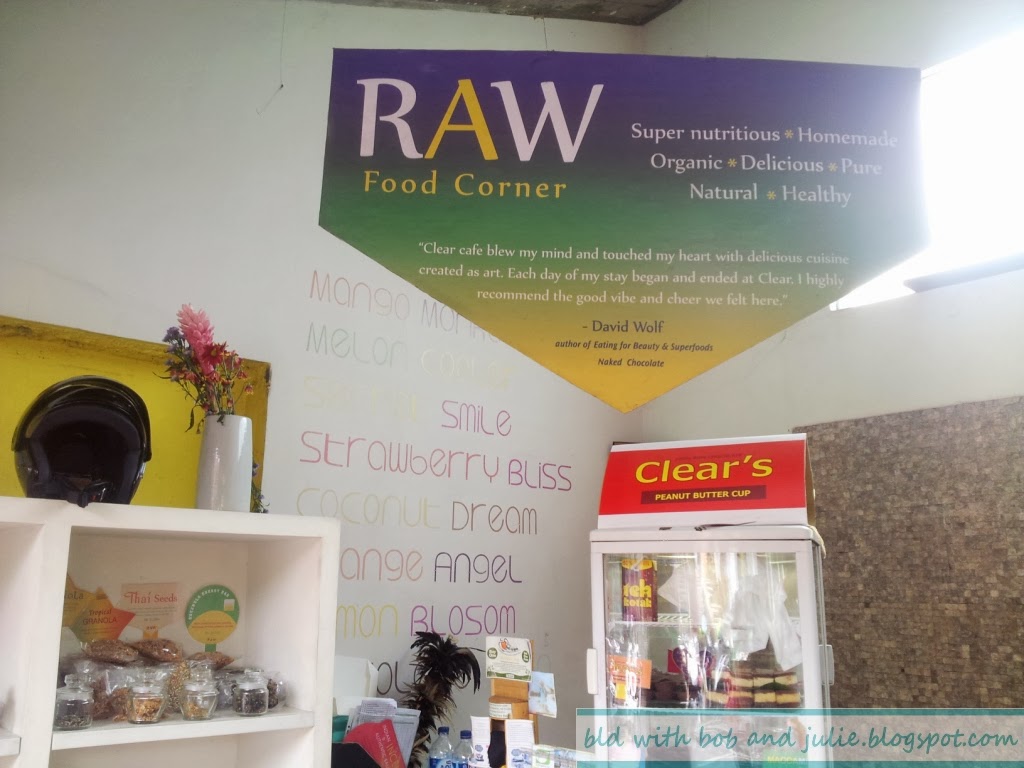 RAW
Food Corner
Super nutritious * Homemade
Organic * Delicious * Pure
Natural * Healthy
"Clear cafe blew my mind and touched my heart with delicious cuisine
created as art. Each day of my stay began and ended at Clear. I highly
recommend the good vibe and cheer we felt here."
- David Wolf
author of Eating for Beauty & Superfoods
Naked Chocolate
Mango
Melon
Smile
Strawberry Bliss
Coconut Dream
ange Angel
mon Blosom
Clear's
PEANUT BUTTER CUP
Thai Seeds
GRANOLA
bld with bob and julie.blogspot.com